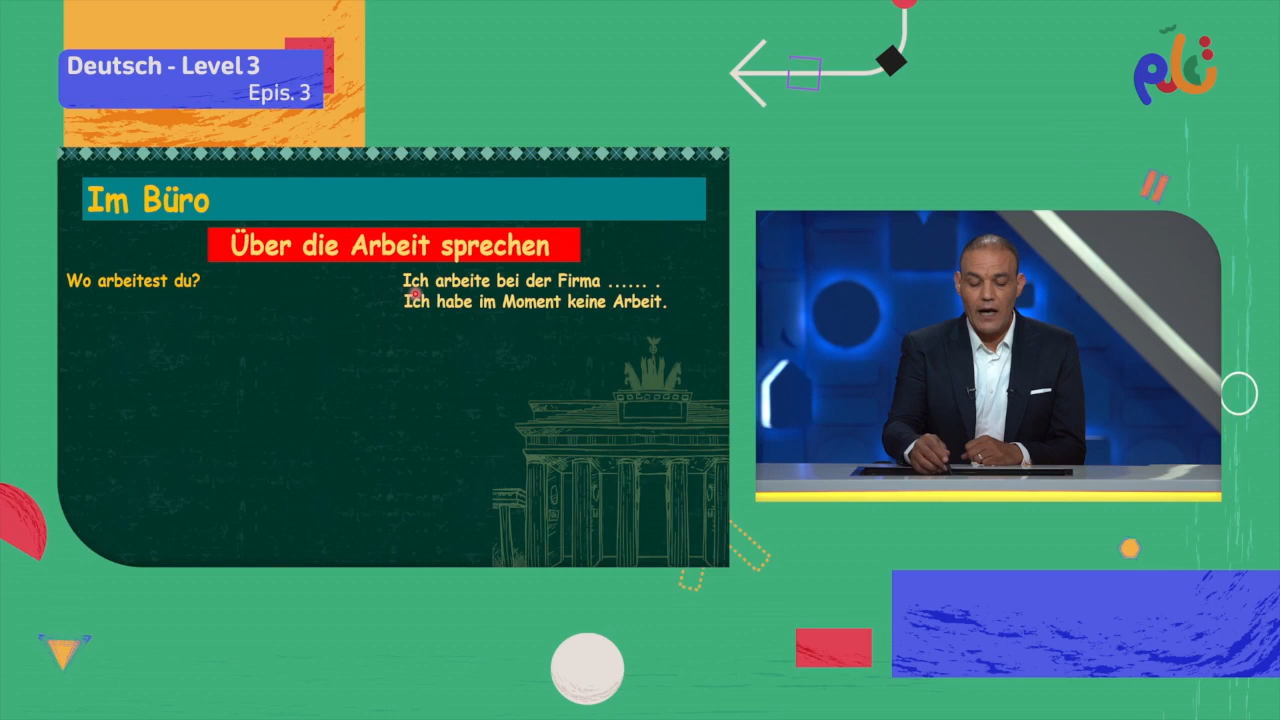 Deutsch - Level 3
Epis. 3
Im Büro
Über die Arbeit sprechen
Wo arbeitest du?
Ich arbeite bei der Firma ...... .
Ich habe im Moment keine Arbeit.